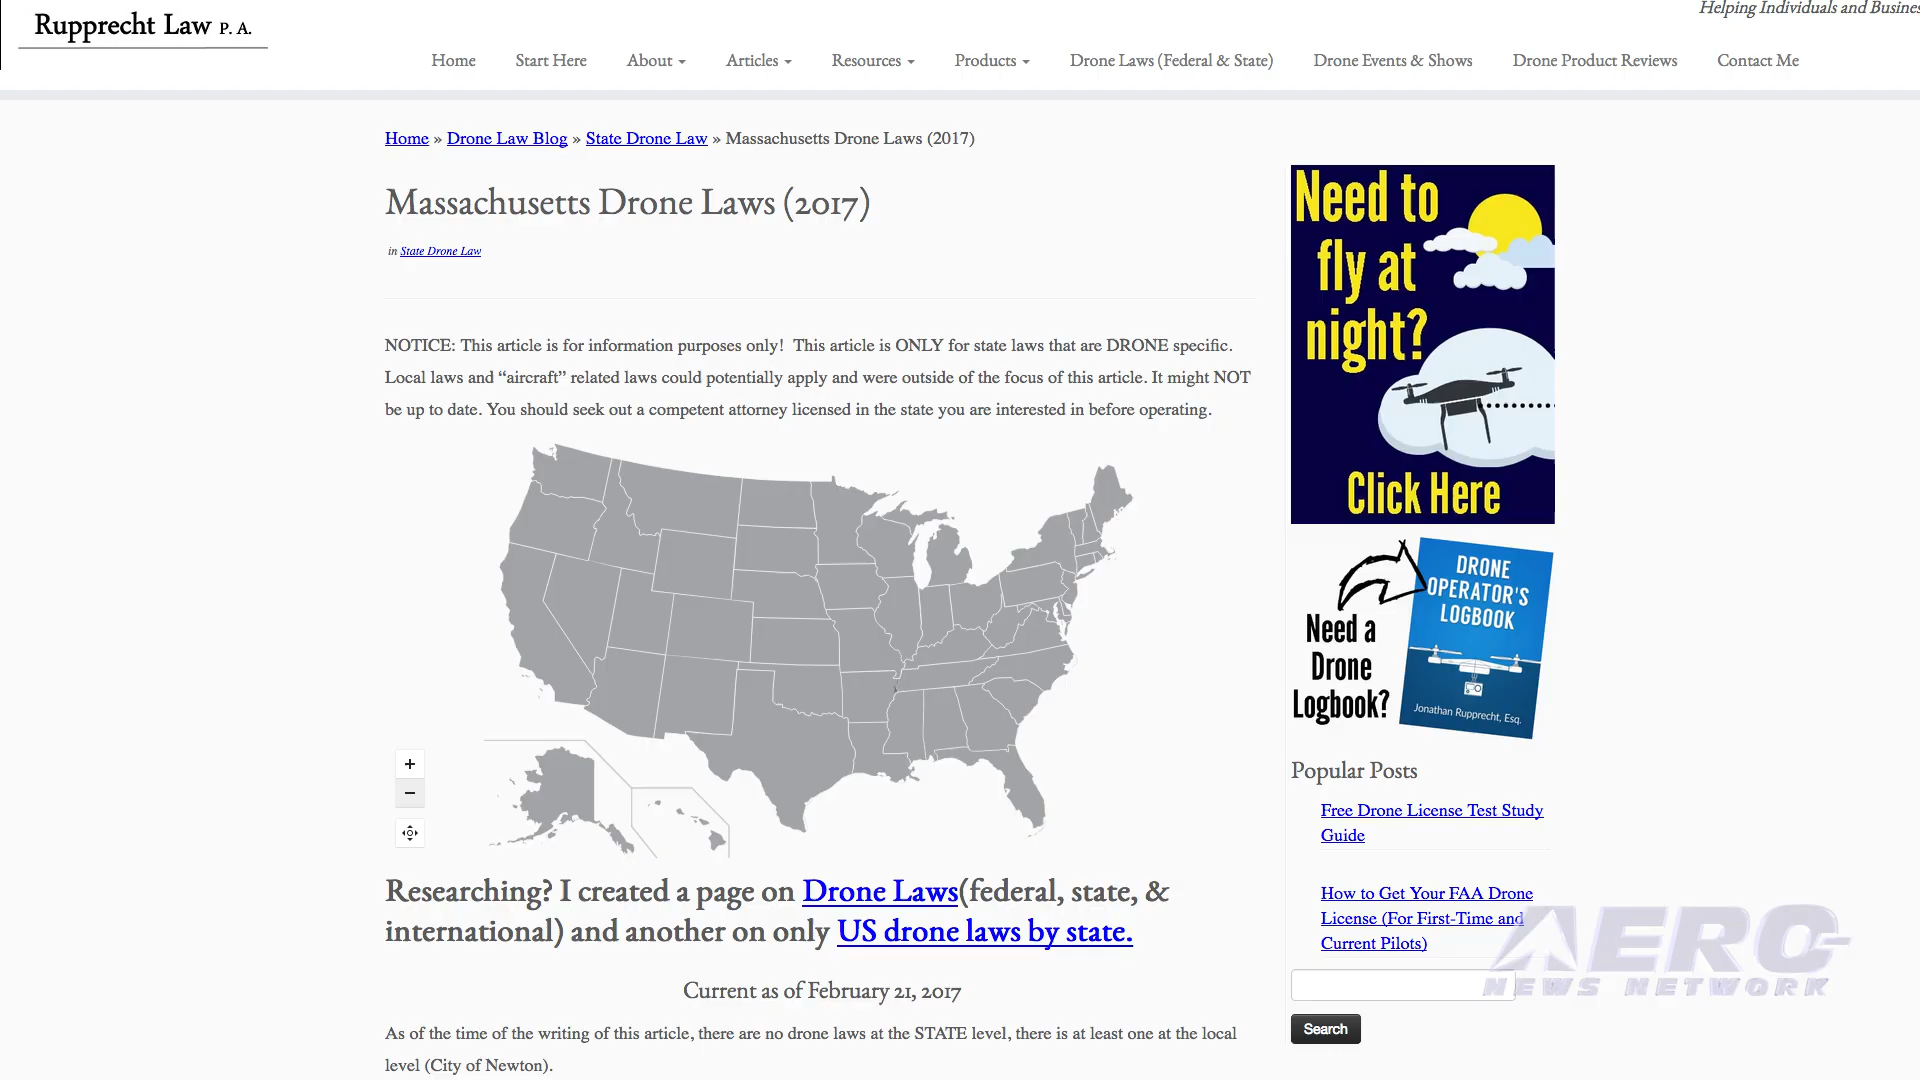 Rupprecht Law P. A.
Helping Individuals and Busines
Home Start Here About Articles Resources Products Drone Laws (Federal & State) Drone Events & Shows Drone Product Reviews Contact Me
Home » Drone Law Blog » State Drone Law » Massachusetts Drone Laws (2017)
Massachusetts Drone Laws (2017)
in State Drone Law
NOTICE: This article is for information purposes only!  This article is ONLY for state laws that are DRONE specific.
Local laws and “aircraft” related laws could potentially apply and were outside of the focus of this article. It might NOT
be up to date. You should seek out a competent attorney licensed in the state you are interested in before operating.
+
−
Researching? I created a page on Drone Laws(federal, state, &
international) and another on only US drone laws by state.
Current as of February 21, 2017
As of the time of the writing of this article, there are no drone laws at the STATE level, there is at least one at the local
level (City of Newton).
Need to
fly at
night?
Click Here
DRONE
OPERATOR'S
LOGBOOK
Jonathan Rupprecht, Esq.
Need a
Drone
Logbook?
Popular Posts
Free Drone License Test Study
Guide
How to Get Your FAA Drone
License (For First-Time and
Current Pilots)
Search
AERO
NEWS NETWORK